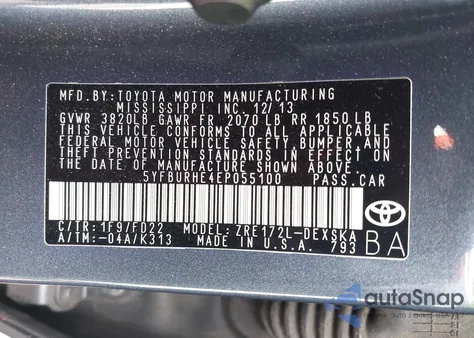 MFD.BY:TOYOTA MOTOR MANUFACTURING
MISSISSIPPI INC. 12/13
GVWR 3820LB GAWR FR 2070 LB RR 1850 LB
THIS VEHICLE CONFORMS TO ALL APPLICABLE
FEDERAL MOTOR VEHICLE SAFETY, BUMPER, AND
THEFT PREVENTION STANDARDS IN EFFECT ON
THE DATE OF MANUFACTURE SHOWN ABOVE.
5YFBURHE4EP055100 PASS.CAR
C/TR:1F9/FD22 MODEL:ZRE172L-DEXSKA
A/TM:-04A/K313 MADE IN U.S.A. 793
BA
autoSnap